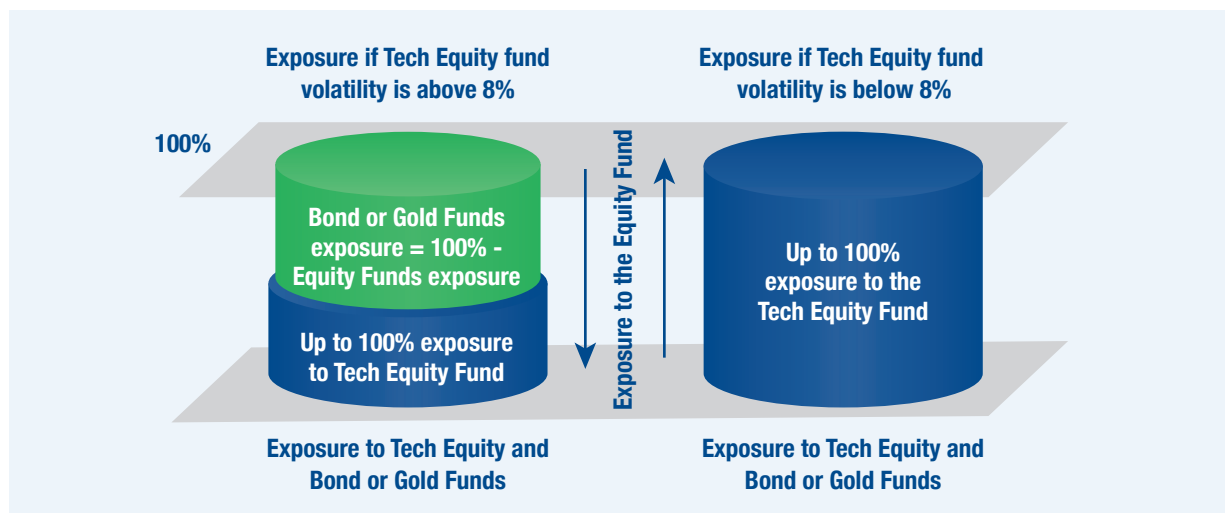 Exposure if Tech Equity fund
volatility is above 8%
Exposure if Tech Equity fund
volatility is below 8%
100%
Bond or Gold Funds
exposure = 100% -
Equity Funds exposure
Up to 100% exposure
to Tech Equity Fund
Exposure to the Equity Fund
Up to 100%
exposure to the
Tech Equity Fund
Exposure to Tech Equity and
Bond or Gold Funds
Exposure to Tech Equity and
Bond or Gold Funds